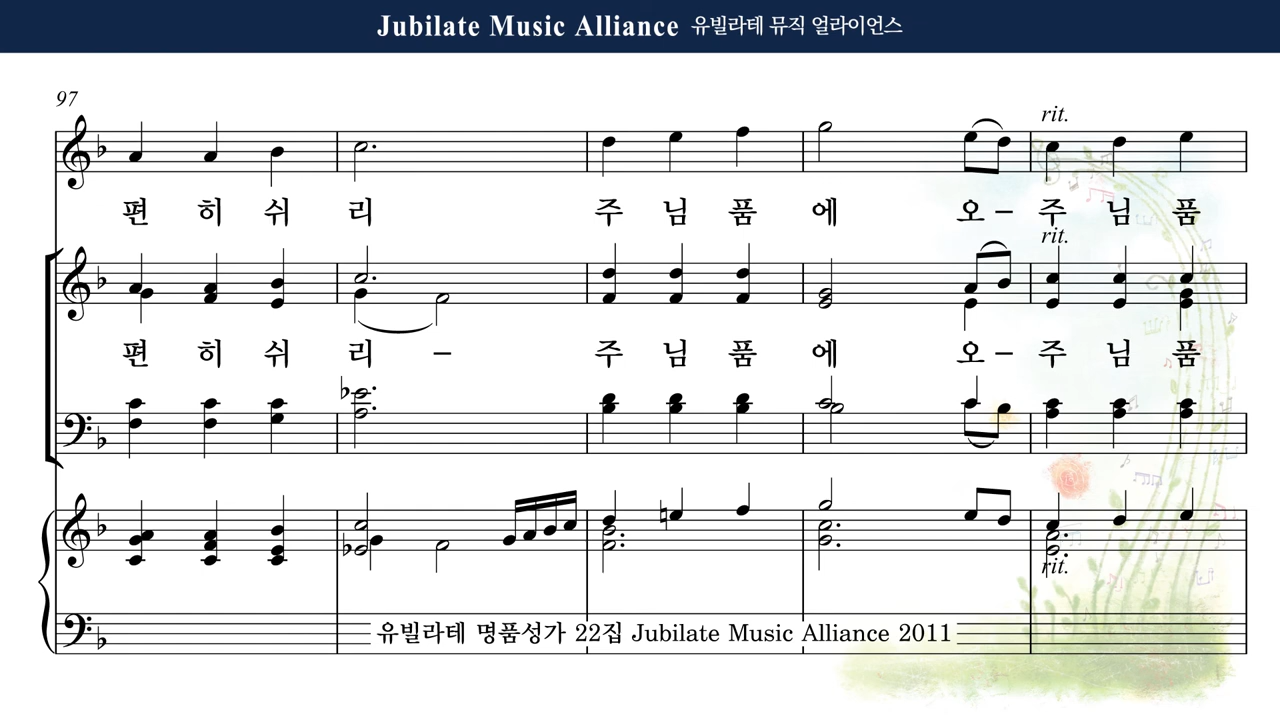 Jubilate Music Alliance 유빌라테 뮤직 얼라이언스
97
rit.
편 히 쉬 리 주 님 품 에 오 – 주 님 품
rit.
편 히 쉬 리 – 주 님 품 에 오 – 주 님 품
rit.
유빌라테 명품성가 22집 Jubilate Music Alliance 2011